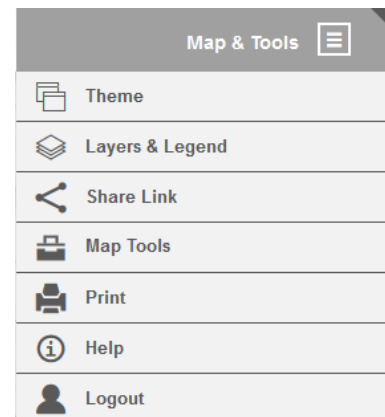 Map & Tools
Theme
Layers & Legend
Share Link
Map Tools
Print
Help
Logout